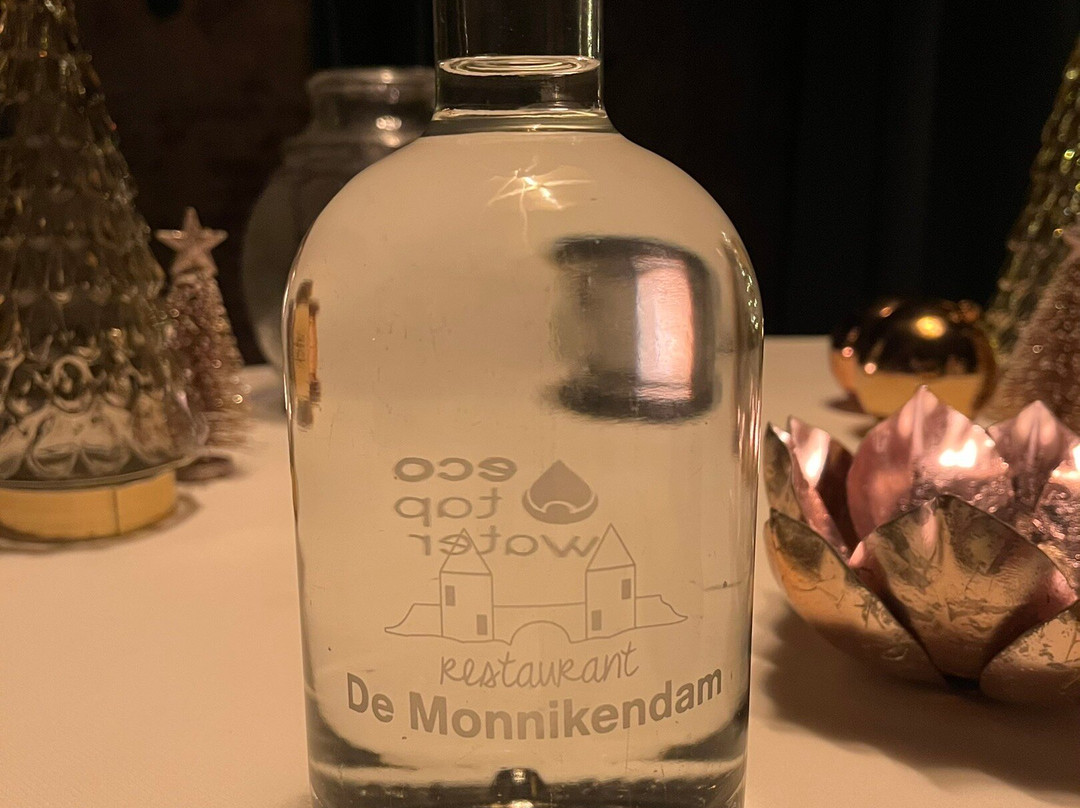 eco
tap
water
restaurant
De Monnikendam